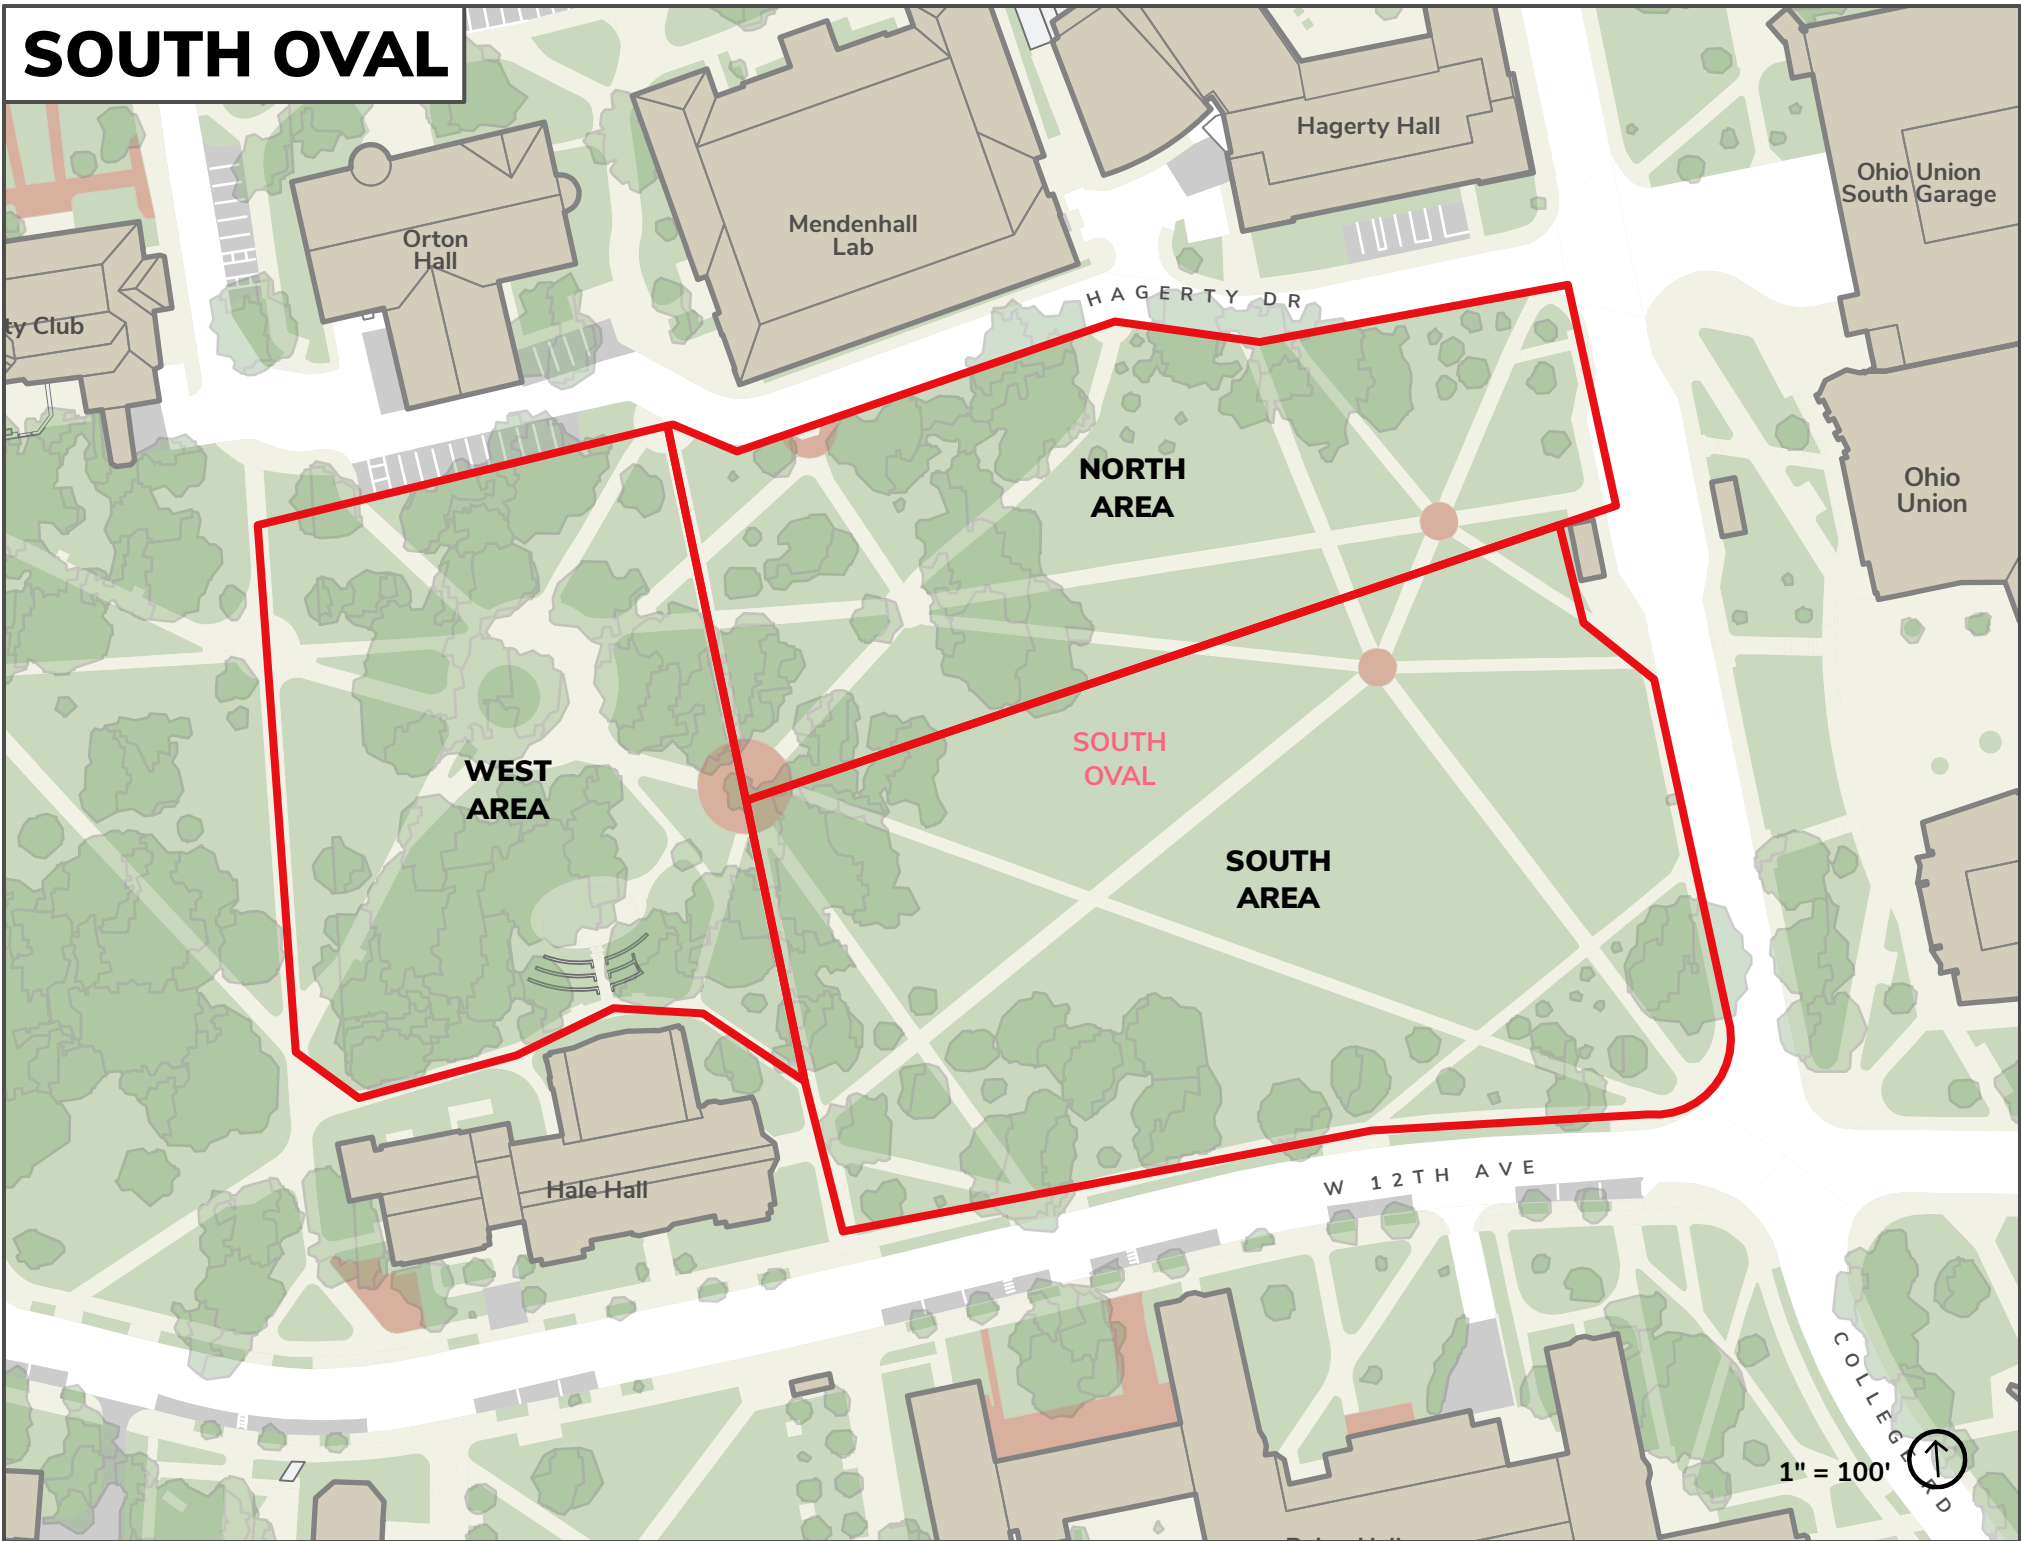 SOUTH OVAL
Hagerty Hall
Ohio Union
South Garage
Mendenhall
Lab
Orton
Hall
ty Club
HAGERTY DR
NORTH
AREA
Ohio
Union
SOUTH
OVAL
WEST
AREA
SOUTH
AREA
Hale Hall
W 12TH AVE
COLLEGE RD
1" = 100'